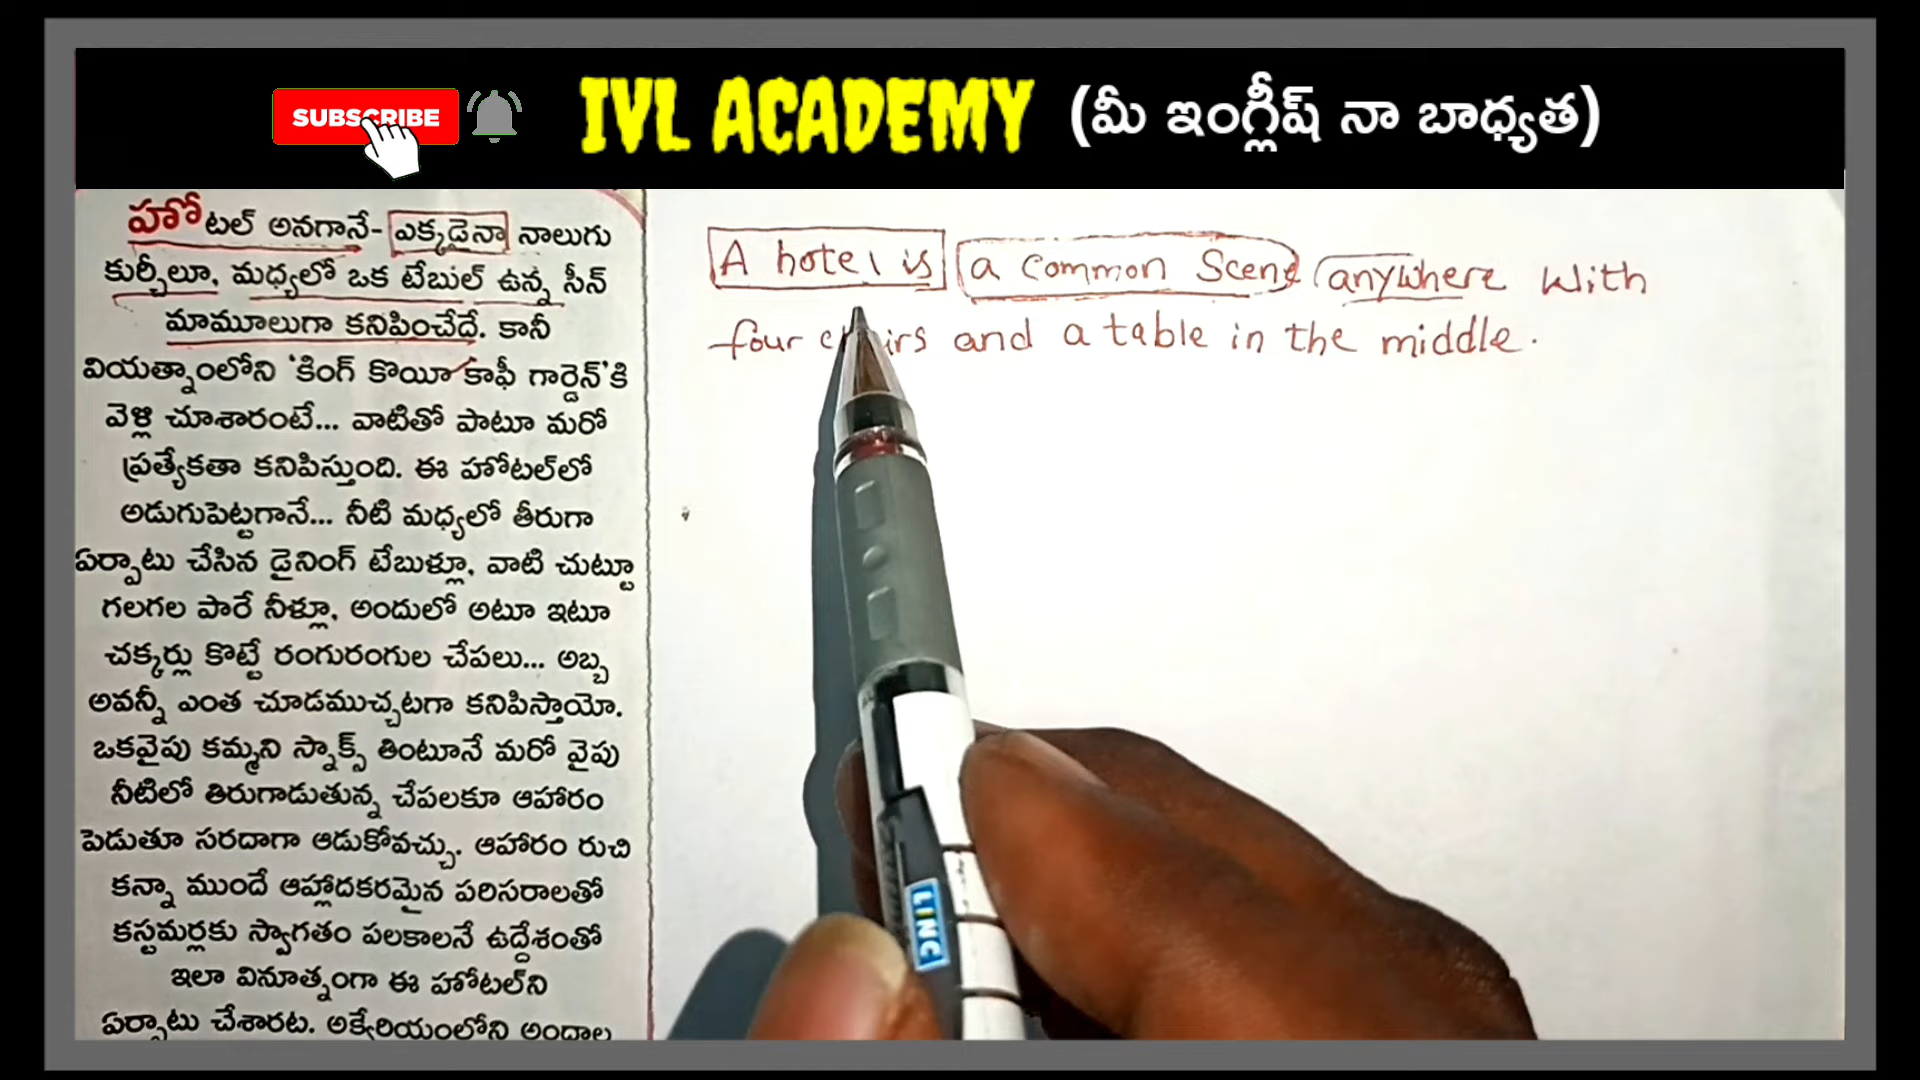 SUBSCRIBE
IVL ACADEMY (మీ ఇంగ్లీష్ నా బాధ్యత)
హోటల్ అనగానే- ఎక్కడైనా నాలుగు
కుర్చీలూ, మధ్యలో ఒక టేబుల్ ఉన్న సీన్
మామూలుగా కనిపించేదే. కానీ
వియత్నాంలోని 'కింగ్ కొయీ కాఫీ గార్డెన్'కి
వెళ్లి చూశారంటే... వాటితో పాటూ మరో
ప్రత్యేకతా కనిపిస్తుంది. ఈ హోటల్‌లో
అడుగుపెట్టగానే... నీటి మధ్యలో తీరుగా
ఏర్పాటు చేసిన డైనింగ్ టేబుళ్లూ, వాటి చుట్టూ
గలగల పారే నీళ్లూ, అందులో అటూ ఇటూ
చక్కర్లు కొట్టే రంగురంగుల చేపలు... అబ్బ
అవన్నీ ఎంత చూడముచ్చటగా కనిపిస్తాయో.
ఒకవైపు కమ్మని స్నాక్స్ తింటూనే మరో వైపు
నీటిలో తిరుగాడుతున్న చేపలకూ ఆహారం
పెడుతూ సరదాగా ఆడుకోవచ్చు. ఆహారం రుచి
కన్నా ముందే ఆహ్లాదకరమైన పరిసరాలతో
కస్టమర్లకు స్వాగతం పలకాలనే ఉద్దేశంతో
ఇలా వినూత్నంగా ఈ హోటల్‌ని
ఏర్పాటు చేశారట. అక్వేరియంలోని అందాల
A hotel is a common Scene anywhere with
four chairs and a table in the middle.
LINC